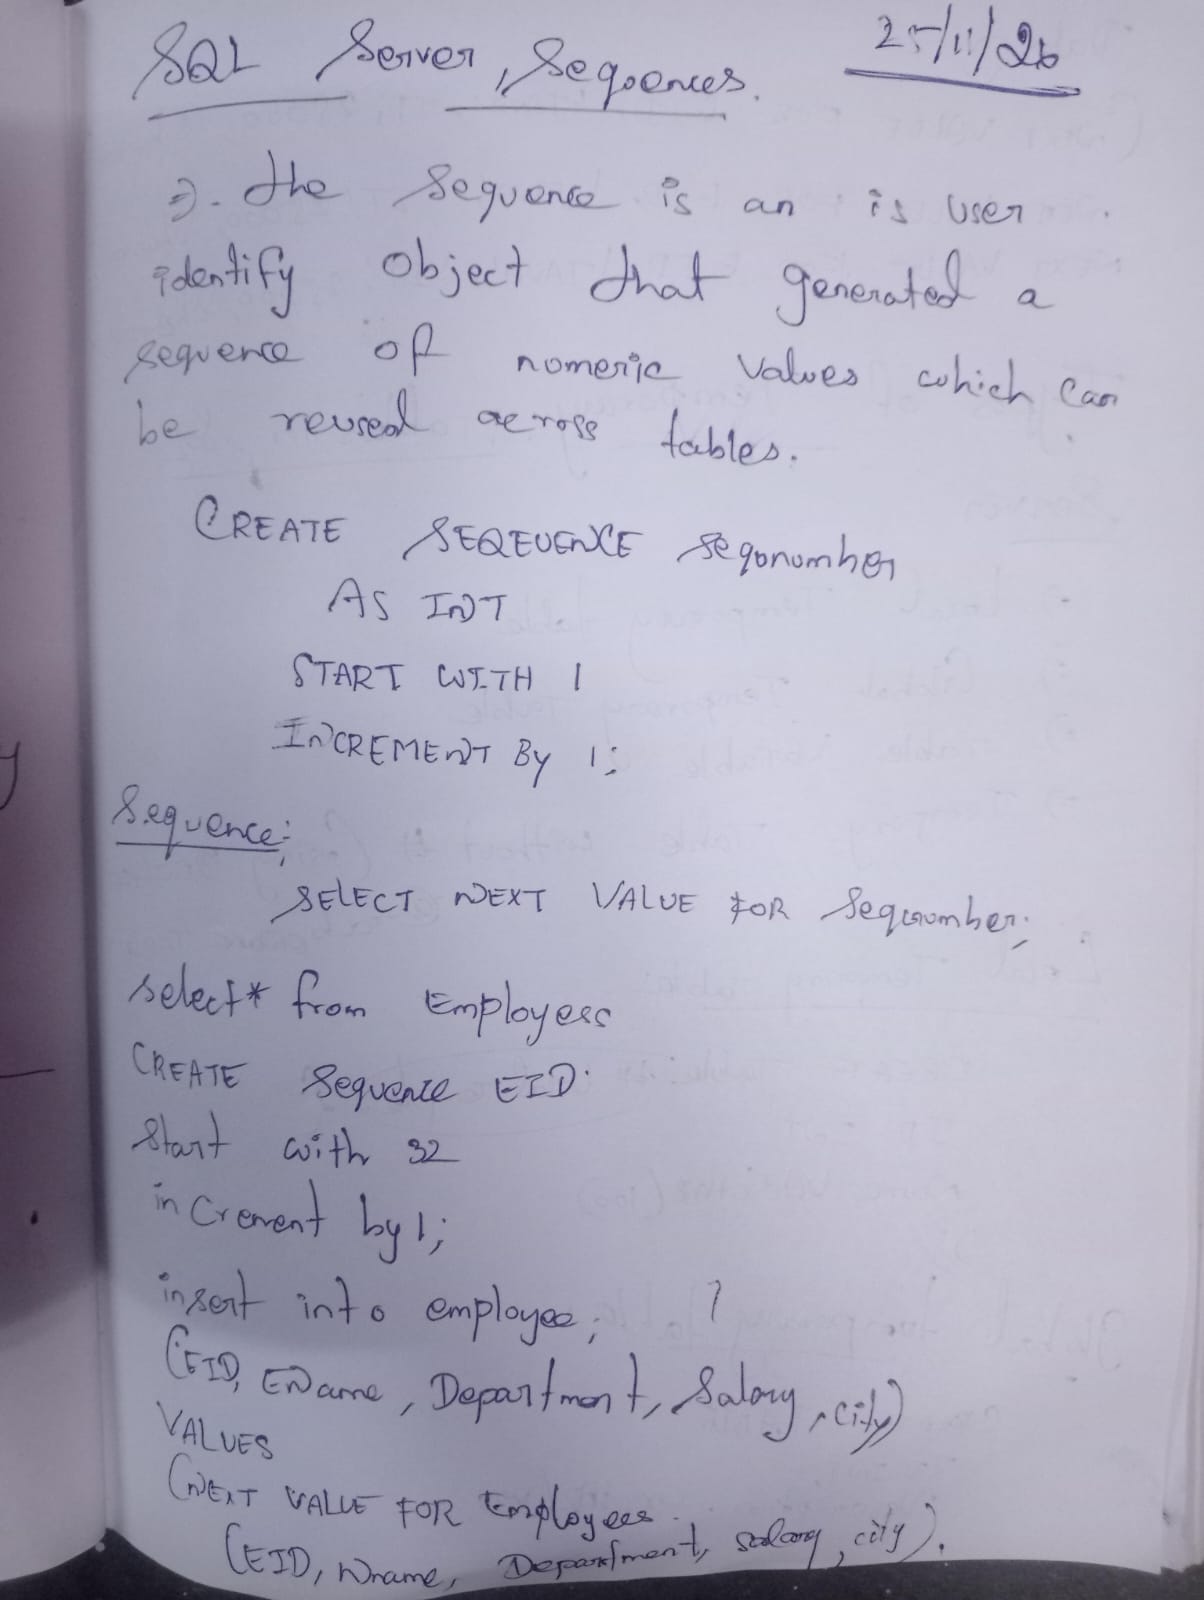 SQL Server, Sequences.
25/11/26
=). the Sequence is an is user
identify object that generated a
sequence of numeric values which can
be reused across tables.
CREATE SEQEUENCE seqonumber
AS INT
START WITH 1
INCREMENT By 1;
Sequence:
SELECT NEXT VALUE FOR Seqnumber;
select * from Employees
CREATE Sequence EID.
Start with 32
increment by 1;
insert into employee;
(EID, EName, Department, Salary, city)
VALUES
(NEXT VALUE FOR Employees.
(EID, Nname, Department, salary, city).